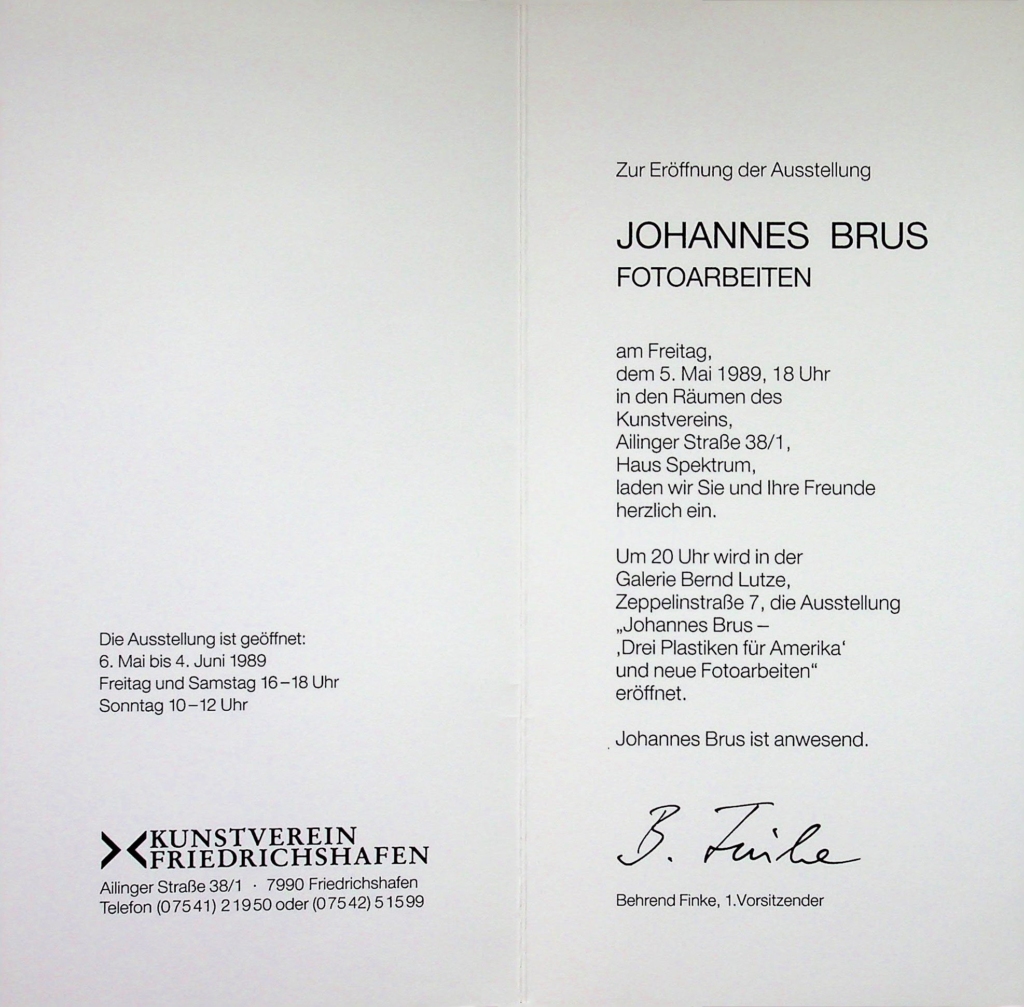 Die Ausstellung ist geöffnet:
6. Mai bis 4. Juni 1989
Freitag und Samstag 16–18 Uhr
Sonntag 10–12 Uhr
KUNSTVEREIN
FRIEDRICHSHAFEN
Ailinger Straße 38/1 · 7990 Friedrichshafen
Telefon (07541) 21950 oder (07542) 51599
Zur Eröffnung der Ausstellung
JOHANNES BRUS
FOTOARBEITEN
am Freitag,
dem 5. Mai 1989, 18 Uhr
in den Räumen des
Kunstvereins,
Ailinger Straße 38/1,
Haus Spektrum,
laden wir Sie und Ihre Freunde
herzlich ein.
Um 20 Uhr wird in der
Galerie Bernd Lutze,
Zeppelinstraße 7, die Ausstellung
„Johannes Brus –
‚Drei Plastiken für Amerika‘
und neue Fotoarbeiten“
eröffnet.
Johannes Brus ist anwesend.
B. Finke
Behrend Finke, 1.Vorsitzender